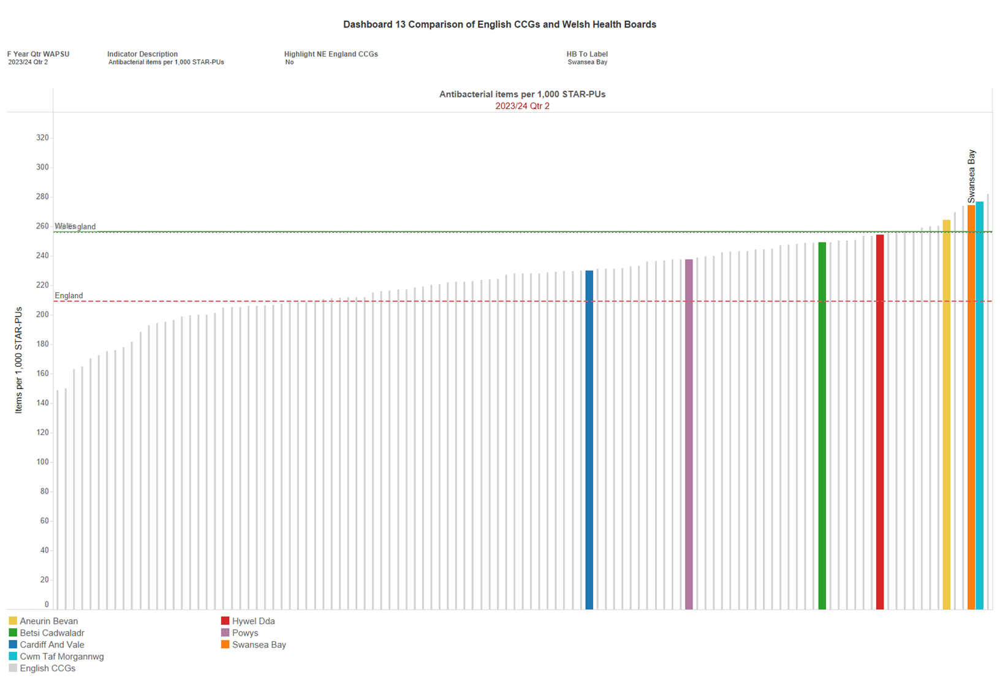 Dashboard 13 Comparison of English CCGs and Welsh Health Boards
F Year Qtr WAPSU
2023/24 Qtr 2
Indicator Description
Antibacterial items per 1,000 STAR-PUs
Highlight NE England CCGs
No
HB To Label
Swansea Bay
Antibacterial items per 1,000 STAR-PUs
2023/24 Qtr 2
Items per 1,000 STAR-PUs
320
300
280
260
240
220
200
180
160
140
120
100
80
60
40
20
0
England
England
Swansea Bay
Aneurin Bevan
Betsi Cadwaladr
Cardiff And Vale
Cwm Taf Morgannwg
English CCGs
Hywel Dda
Powys
Swansea Bay